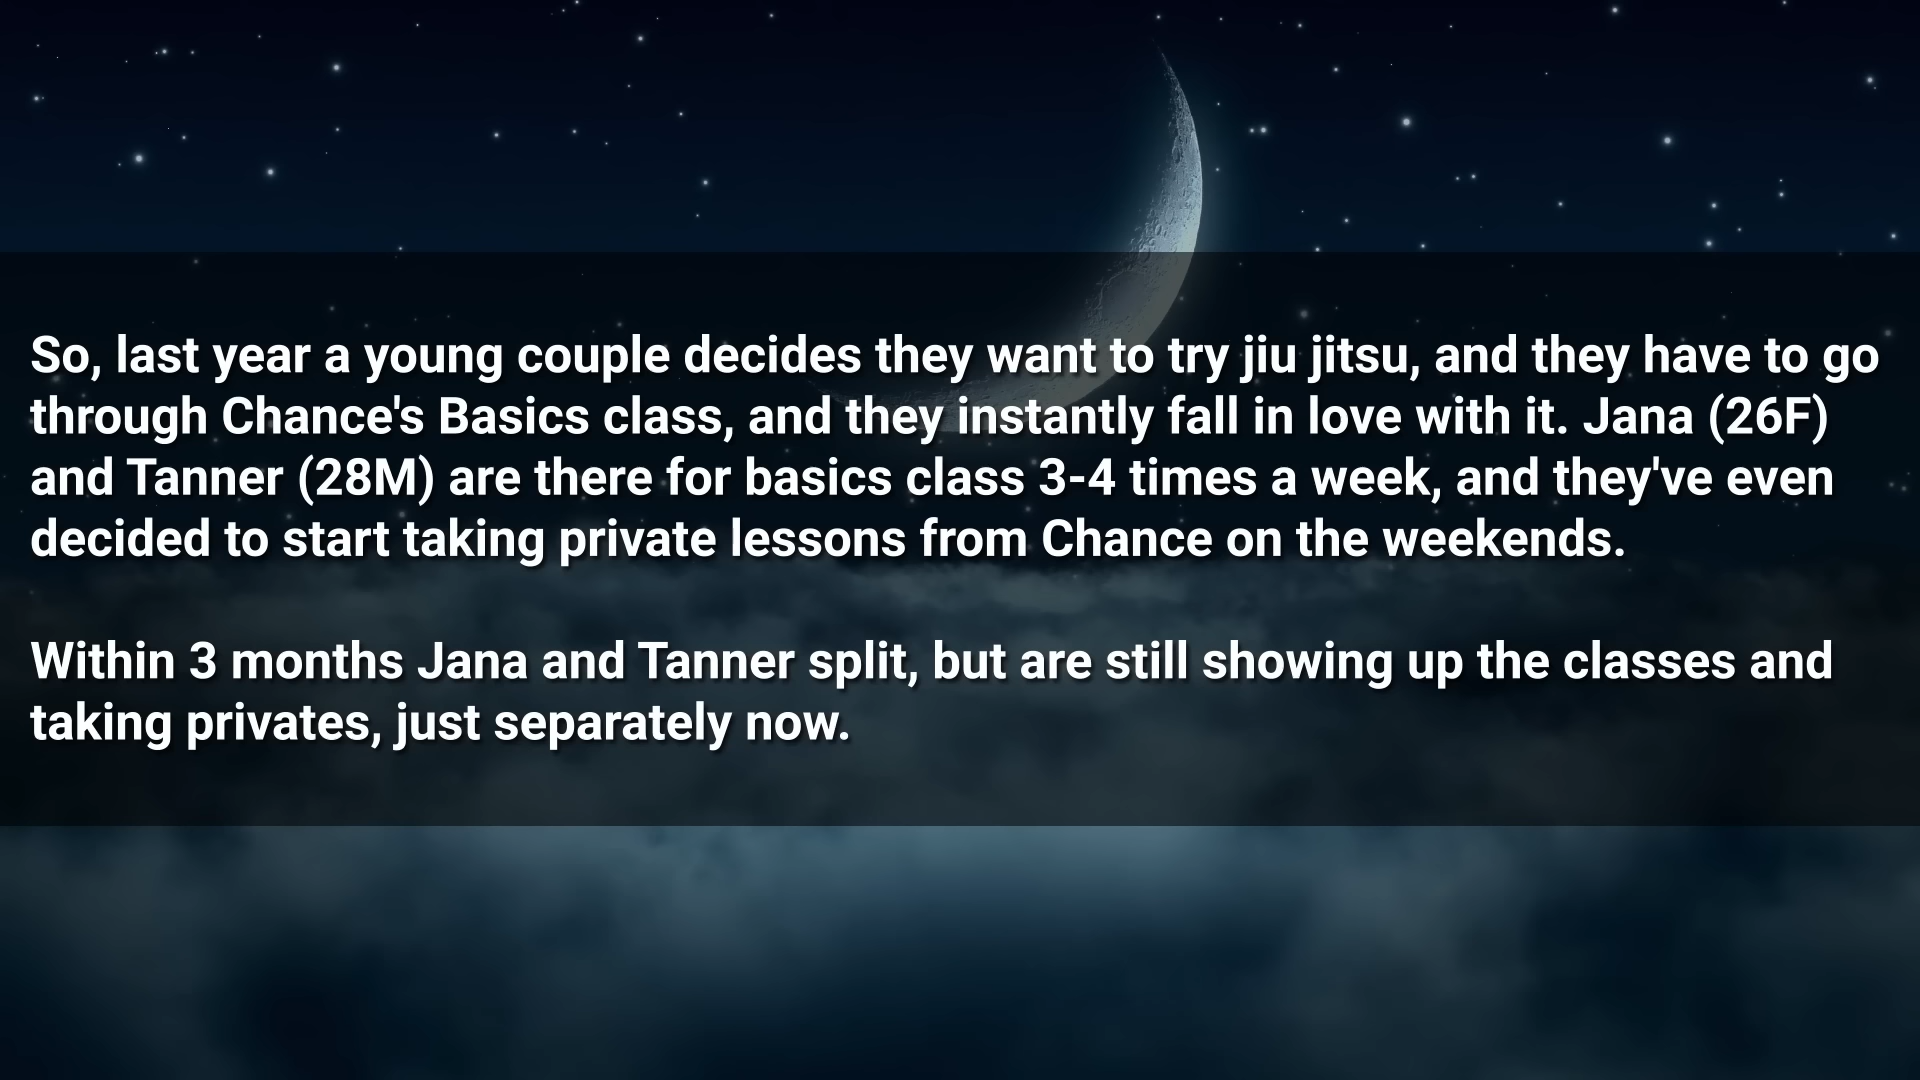 So, last year a young couple decides they want to try jiu jitsu, and they have to go
through Chance's Basics class, and they instantly fall in love with it. Jana (26F)
and Tanner (28M) are there for basics class 3-4 times a week, and they've even
decided to start taking private lessons from Chance on the weekends.
Within 3 months Jana and Tanner split, but are still showing up the classes and
taking privates, just separately now.